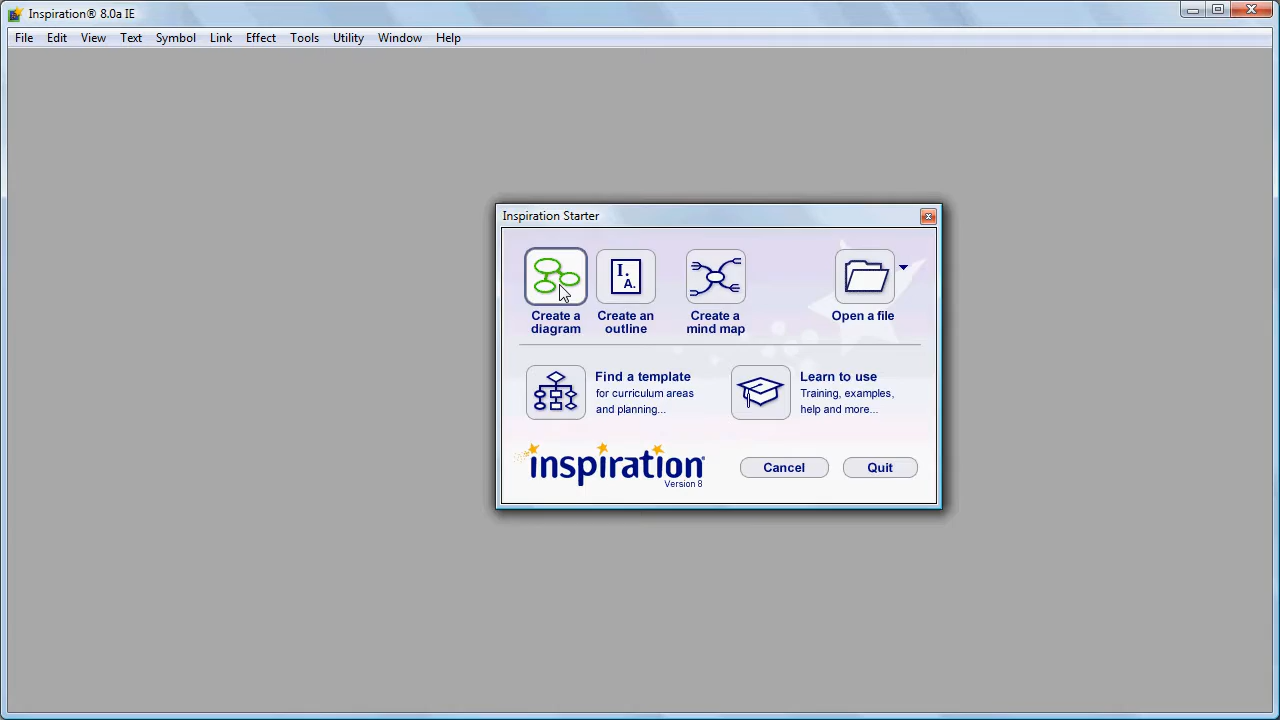 Inspiration® 8.0a IE
File Edit View Text Symbol Link Effect Tools Utility Window Help
Inspiration Starter
I.
A.
Create a
diagram
Create an
outline
Create a
mind map
Open a file
Find a template
for curriculum areas
and planning...
Learn to use
Training, examples,
help and more...
inspiration®
Version 8
Cancel
Quit